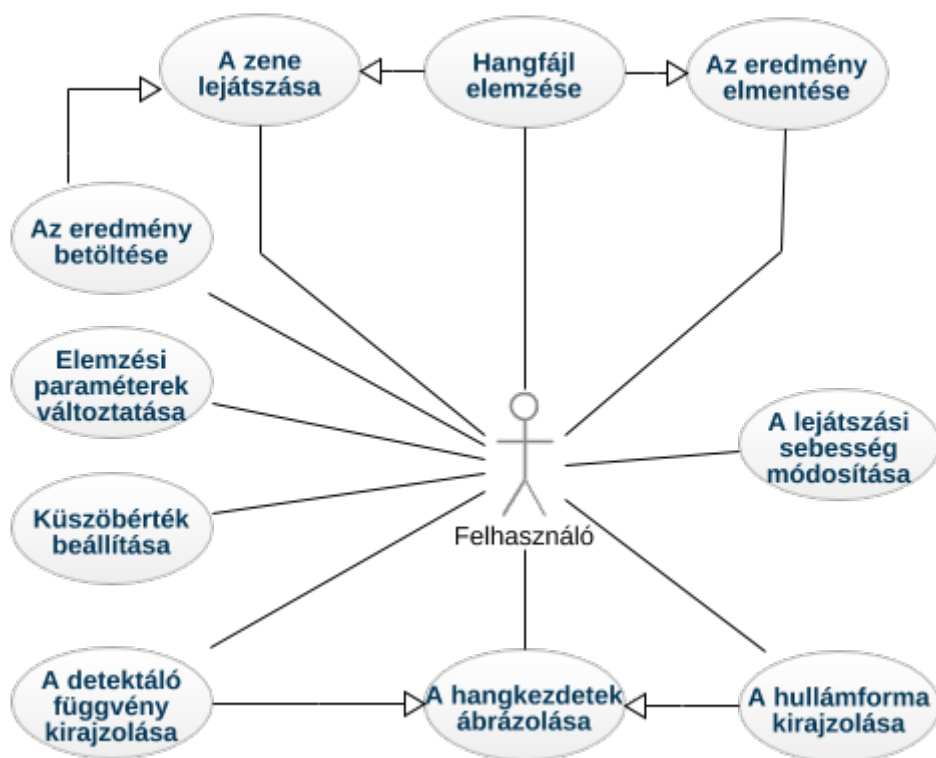 A zene
lejátszása
Hangfájl
elemzése
Az eredmény
elmentése
Az eredmény
betöltése
Elemzési
paraméterek
változtatása
A lejátszási
sebesség
módosítása
Küszöbérték
beállítása
Felhasználó
A detektáló
függvény
kirajzolása
A hangkezdetek
ábrázolása
A hullámforma
kirajzolása